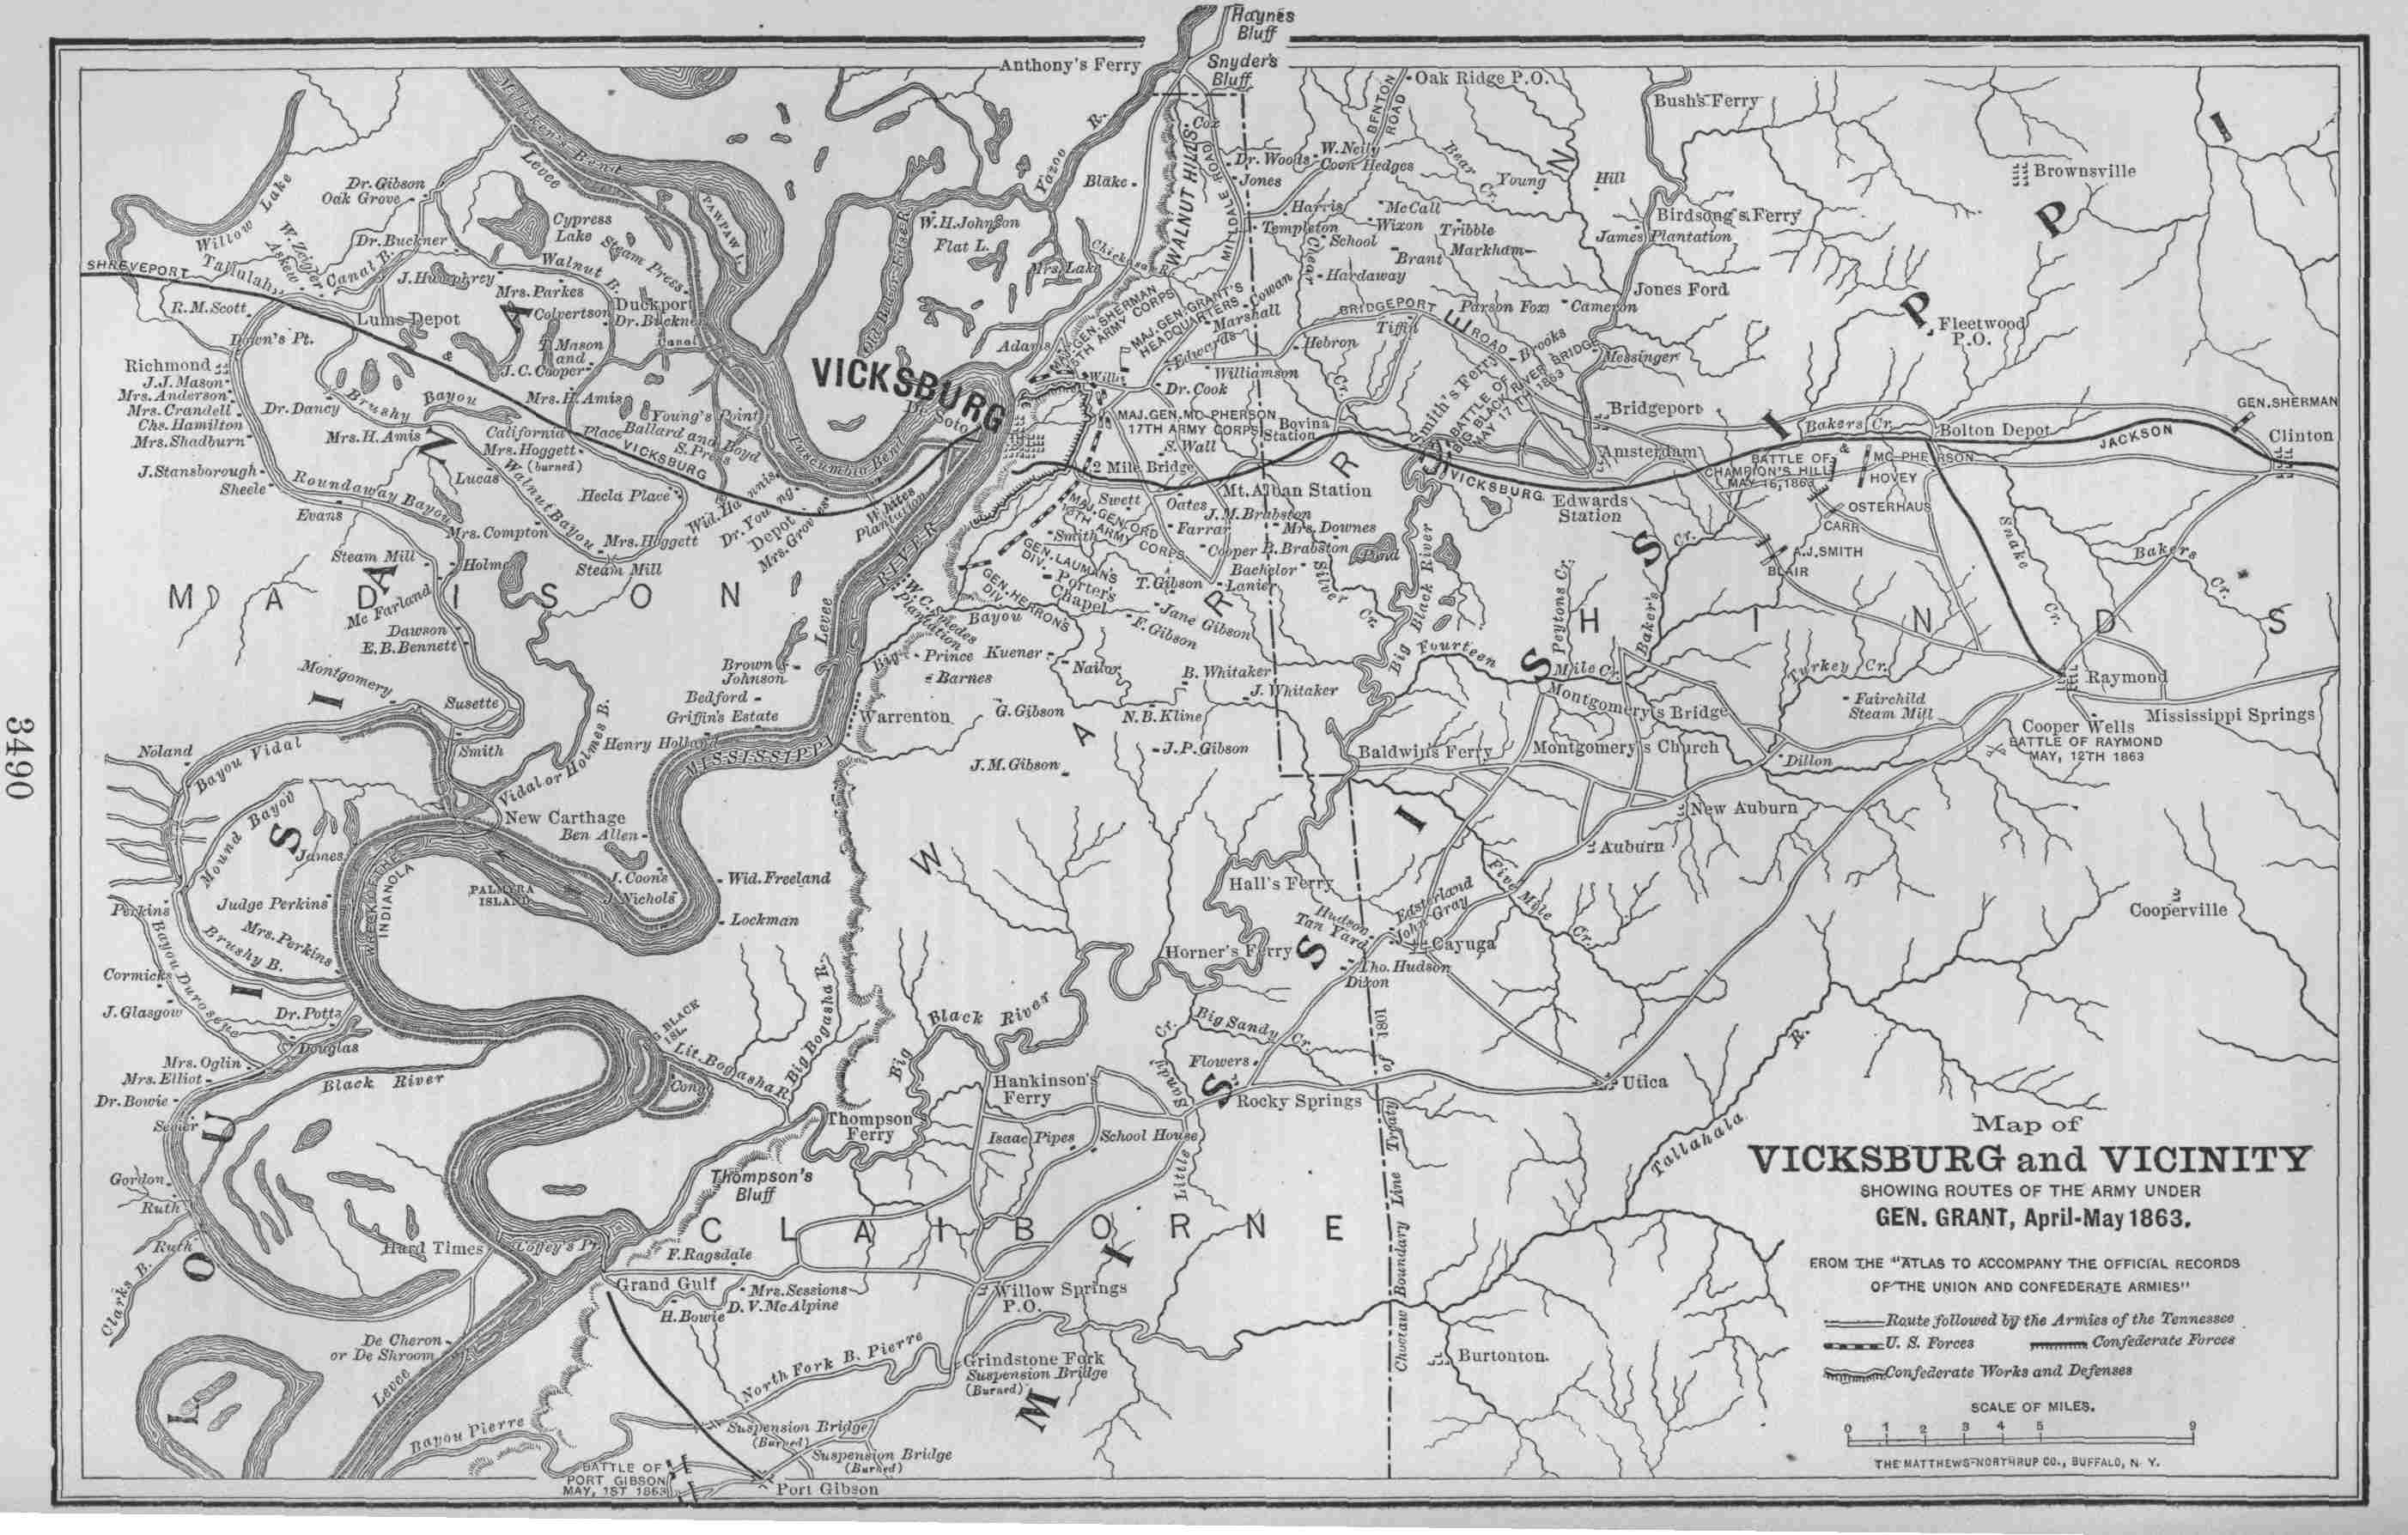 Haynes
Bluff
Anthony's Ferry
Snyder's
Bluff
Oak Ridge P.O.
BENTON
ROAD
Bush's Ferry
Milliken's Bend
Levee
Yazoo
R.
Cox
WALNUT HILLS
MILLDALE ROAD
Dr. Woods
W. Neily
Coon Hedges
Jones
Bear
Cr.
Young
Hill
Brownsville
Dr. Gibson
Oak Grove
Willow Lake
Cypress
Lake
Steam Press
PAWPAW I.
Old River Eiseck
W.H.Johnson
Flat L.
Blake
Harris
McCall
Templeton
Wixon
Tribble
School
Brant
Markham
Hardaway
Clear
Cr.
Birdsong's Ferry
James Plantation
Jones Ford
SHREVEPORT
Tallulah
W. Zeigler
Askew
Canal B.
Dr. Buckner
J. Humphrey
Walnut B.
Mrs. Parkes
Duckport
Colvertson
Dr. Buckner
Canal
Mrs. Lake
R.M. Scott
Lums Depot
Down's Pt.
Mason
and
J.C. Cooper
Richmond
J.J. Mason
Mrs. Anderson
Mrs. Crandell
Chs. Hamilton
Mrs. Shadburn
Dr. Dancy
Brushy
Bayou
Mrs. H. Amis
Mrs. H. Amis
Young's Point
California Place
Ballard and Boyd
S. Press
VICKSBURG
VICKSBURG
De Soto
Tuscumbia Bend
Adams
MAJ. GEN. SHERMAN
15TH ARMY CORPS
MAJ. GEN. GRANT'S
HEADQUARTERS
Cowan
Marshall
Edwards
Willis
Williamson
Dr. Cook
Hebron
BRIDGEPORT
ROAD
Tiffin
Parson Fox
Cameron
Brooks
Messinger
BRIDGE
Smith's Ferry
BATTLE OF
BIG BLACK RIVER
MAY 17TH 1863
Fleetwood
P.O.
MAJ. GEN. MC PHERSON
17TH ARMY CORPS
S. Wall
Bovina
Station
Bridgeport
Amsterdam
Bakers Cr.
Bolton Depot
JACKSON
GEN. SHERMAN
Clinton
BATTLE OF
CHAMPION'S HILL
MAY 16, 1863
MC PHERSON
HOVEY
OSTERHAUS
CARR
A.J. SMITH
BLAIR
J. Stansborough
Sheele
Evans
Roundaway Bayou
Mrs. Hoggett
(burned)
Lucas
Walnut Bayou
Hecla Place
Mrs. Compton
Mrs. Hoggett
Steam Mill
Wid. Hannis
Dr. Young
Depot
Mrs. Groves
W. Whites
Plantation
2 Mile Bridge
Mt. Alban Station
VICKSBURG
Edwards
Station
Swett
MAJ. GEN. ORD
13TH ARMY CORPS
Oates
J.M. Brabston
Farrar
Mrs. Downes
Smith
Cooper
B. Brabston
Pond
Bachelor
Lanier
T. Gibson
GEN. LAUMAN'S
DIV.
Porter's
Chapel
GEN. HERRON'S
DIV.
Jane Gibson
F. Gibson
Silver
Cr.
Big Black River
Peytons Cr.
Baker's
Cr.
Snake
Cr.
Bakers
Cr.
Steam Mill
Holmes
Mc Farland
Dawson
E.B. Bennett
MADISON
LOUISIANA
MISSISSIPPI
WARREN
HINDS
Levee
RIVER
W.C. Smedes
Plantation
Big
Bayou
Prince
Kuener
Barnes
Nailor
B. Whitaker
J. Whitaker
Fourteen
Mile Cr.
Turkey Cr.
Raymond
Montgomery
Susette
Smith
Brown
Johnson
Bedford
Griffin's Estate
Henry Holland
MISSISSIPPI
Warrenton
G. Gibson
N.B. Kline
J.P. Gibson
J.M. Gibson
Montgomery's Bridge
Fairchild
Steam Mill
Cooper Wells
Mississippi Springs
BATTLE OF RAYMOND
MAY, 12TH 1863
Noland
Bayou Vidal
Vidal or Holmes B.
Baldwin's Ferry
Montgomery's Church
Dillon
Mound Bayou
New Carthage
Ben Allen
New Auburn
Auburn
James
WRECK OF THE
INDIANOLA
PALMYRA
ISLAND
J. Coons
J. Nichols
Wid. Freeland
Lockman
Perkins
Judge Perkins
Mrs. Perkins
Brushy B.
Bayou Durosette
Hall's Ferry
Five Mile
Cr.
Hudson
Tan Yard
Easterland
John Gray
Cayuga
Cooperville
Horner's Ferry
Tho. Hudson
Dixon
Cormicks
J. Glasgow
Dr. Potts
Douglas
Mrs. Oglin
Mrs. Elliot
Dr. Bowie
Black River
BIG BLACK
ISL.
Lit. Bogasha R.
Big Bogasha R.
Cong
Big
Black River
Big Sandy Cr.
Flowers
Rocky Springs
Utica
Sevier
Gordon
Ruth
Ruth
Clarks B.
Thompson
Ferry
Hankinson's
Ferry
Isaac Pipes
School House
Little
Sandy
Cr.
Thompson's
Bluff
CLAIBORNE
Tallahala
R.
Hard Times
Coffey's Pt.
F. Ragsdale
Grand Gulf
Mrs. Sessions
H. Bowie
D.V. McAlpine
Willow Springs
P.O.
De Cheron
or De Shroom
Levee
North Fork B. Pierre
Grindstone Fork
Suspension Bridge
(Burned)
Choctaw Boundary Line Treaty of 1801
Burtonton.
Bayou Pierre
Suspension Bridge
(Burned)
Suspension Bridge
(Burned)
BATTLE OF
PORT GIBSON
MAY, 1ST 1863
Port Gibson
Map of
VICKSBURG and VICINITY
SHOWING ROUTES OF THE ARMY UNDER
GEN. GRANT, April-May 1863.
FROM THE "ATLAS TO ACCOMPANY THE OFFICIAL RECORDS
OF THE UNION AND CONFEDERATE ARMIES"
Route followed by the Armies of the Tennessee
U. S. Forces
Confederate Forces
Confederate Works and Defenses
SCALE OF MILES.
0 1 2 3 4 5 9
THE MATTHEWS-NORTHRUP CO., BUFFALO, N. Y.
3490